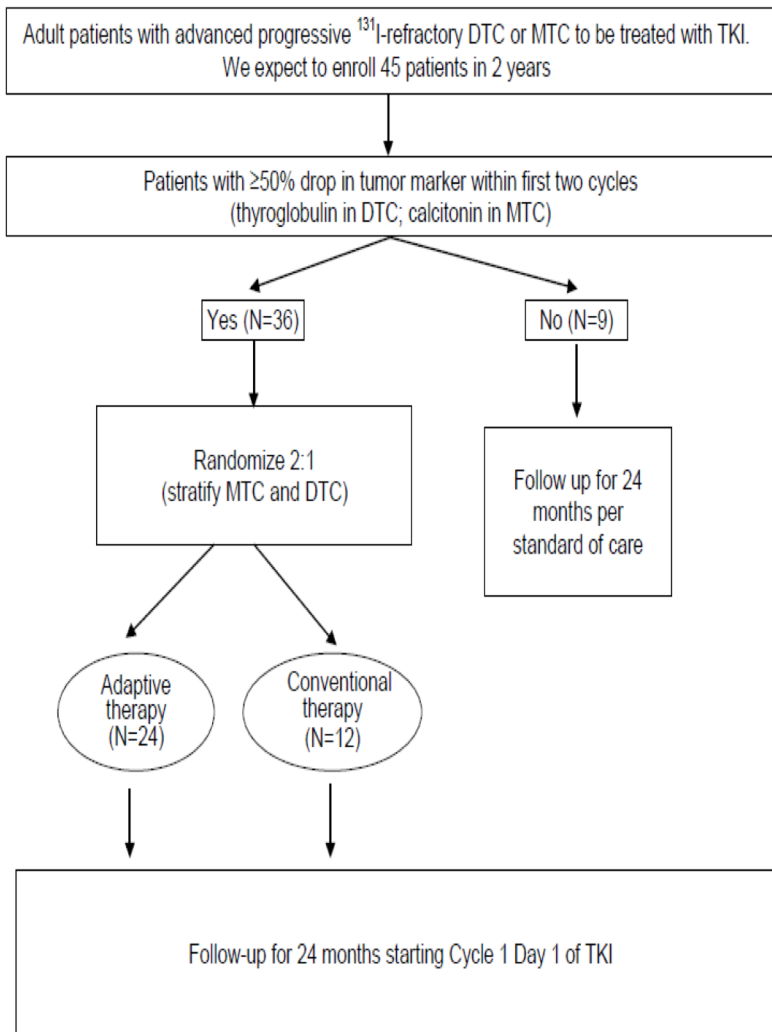 Adult patients with advanced progressive ¹³¹I-refractory DTC or MTC to be treated with TKI.
We expect to enroll 45 patients in 2 years
Patients with ≥50% drop in tumor marker within first two cycles
(thyroglobulin in DTC; calcitonin in MTC)
Yes (N=36)
No (N=9)
Randomize 2:1
(stratify MTC and DTC)
Follow up for 24
months per
standard of care
Adaptive
therapy
(N=24)
Conventional
therapy
(N=12)
Follow-up for 24 months starting Cycle 1 Day 1 of TKI